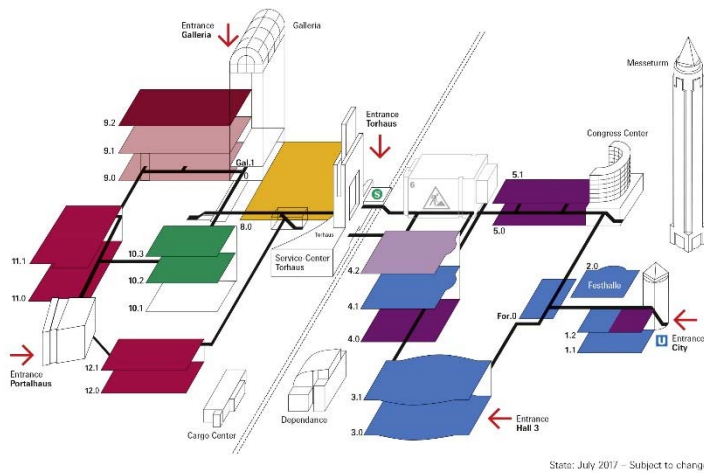 Entrance
Galleria
Galleria
Messeturm
Entrance
Torhaus
Congress Center
9.2
9.1
9.0
Gal.1
0
S
6
5.1
5.0
8.0
Torhaus
Service-Center
Torhaus
11.1
11.0
10.3
10.2
10.1
4.2
4.1
4.0
2.0
Festhalle
For.0
1.2
1.1
U
Entrance
City
Entrance
Portalhaus
12.1
12.0
Cargo Center
Dependance
3.1
3.0
Entrance
Hall 3
State: July 2017 – Subject to change